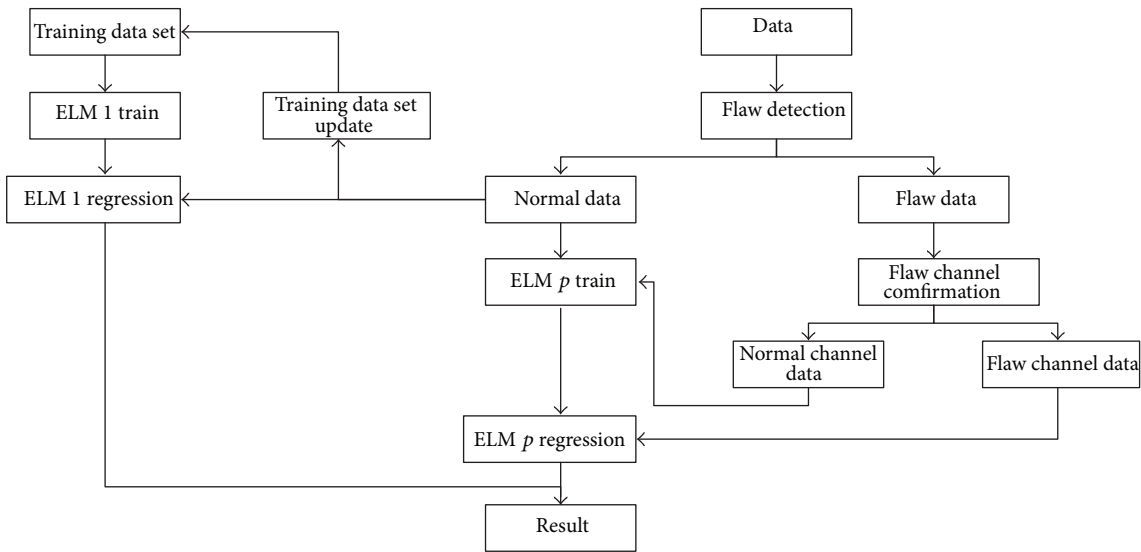 Training data set
Data
ELM 1 train
Training data set
update
Flaw detection
ELM 1 regression
Normal data
Flaw data
ELM p train
Flaw channel
comfirmation
Normal channel
data
Flaw channel data
ELM p regression
Result